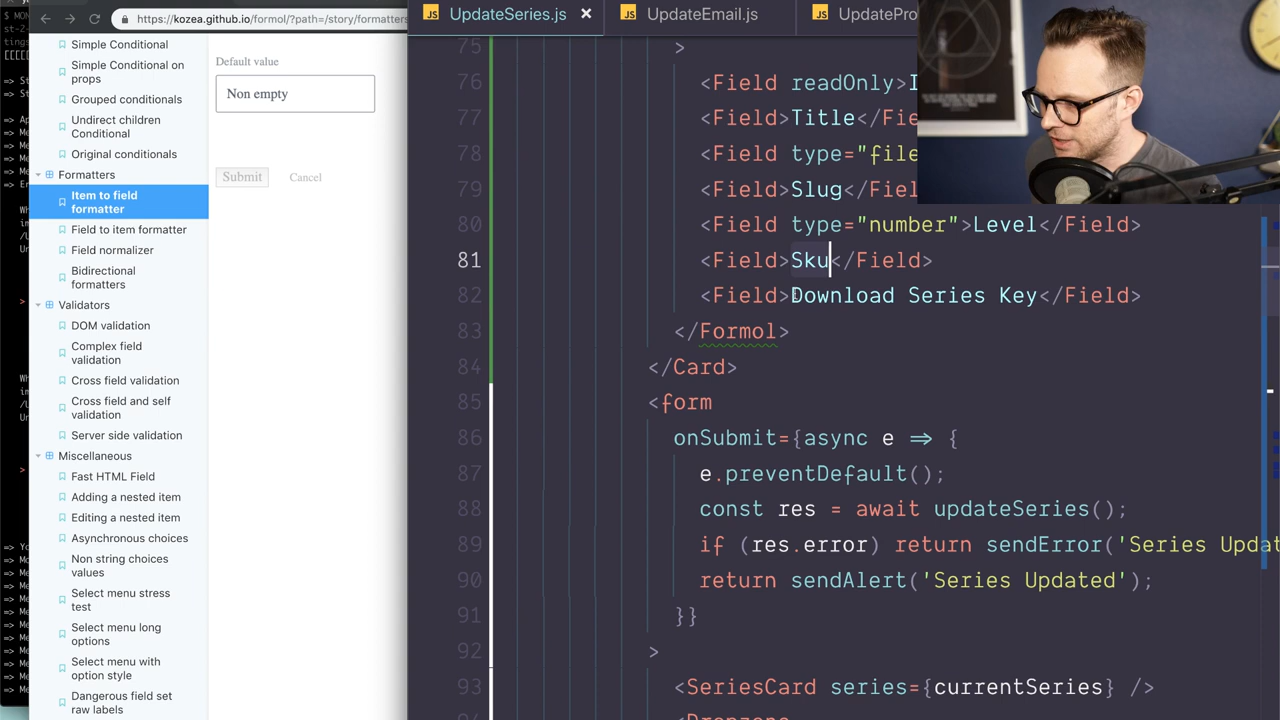 https://kozea.github.io/formol/?path=/story/formatters
Simple Conditional
Simple Conditional on
props
Grouped conditionals
Undirect children
Conditional
Original conditionals
Formatters
Item to field
formatter
Field to item formatter
Field normalizer
Bidirectional
formatters
Validators
DOM validation
Complex field
validation
Cross field validation
Cross field and self
validation
Server side validation
Miscellaneous
Fast HTML Field
Adding a nested item
Editing a nested item
Asynchronous choices
Non string choices
values
Select menu stress
test
Select menu long
options
Select menu with
option style
Dangerous field set
raw labels
Default value
Non empty
Submit Cancel
JS UpdateSeries.js × JS UpdateEmail.js JS UpdatePro
75 >
76 <Field readOnly>I
77 <Field>Title</Fie
78 <Field type="file
79 <Field>Slug</Fiel
80 <Field type="number">Level</Field>
81 <Field>Sku</Field>
82 <Field>Download Series Key</Field>
83 </Formol>
84 </Card>
85 <form
86 onSubmit={async e => {
87 e.preventDefault();
88 const res = await updateSeries();
89 if (res.error) return sendError('Series Updat
90 return sendAlert('Series Updated');
91 }}
92 >
93 <SeriesCard series={currentSeries} />
<Dropzone